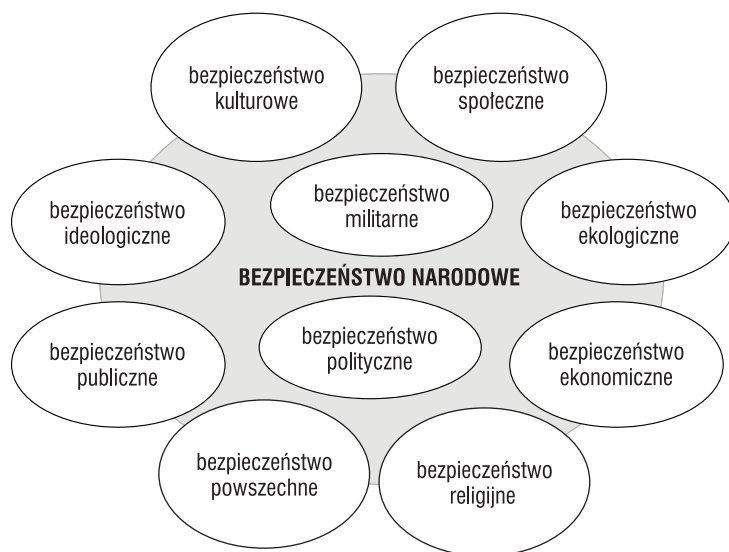 bezpieczeństwo
kulturowe
bezpieczeństwo
społeczne
bezpieczeństwo
militarne
bezpieczeństwo
ideologiczne
bezpieczeństwo
ekologiczne
BEZPIECZEŃSTWO NARODOWE
bezpieczeństwo
polityczne
bezpieczeństwo
publiczne
bezpieczeństwo
ekonomiczne
bezpieczeństwo
powszechne
bezpieczeństwo
religijne